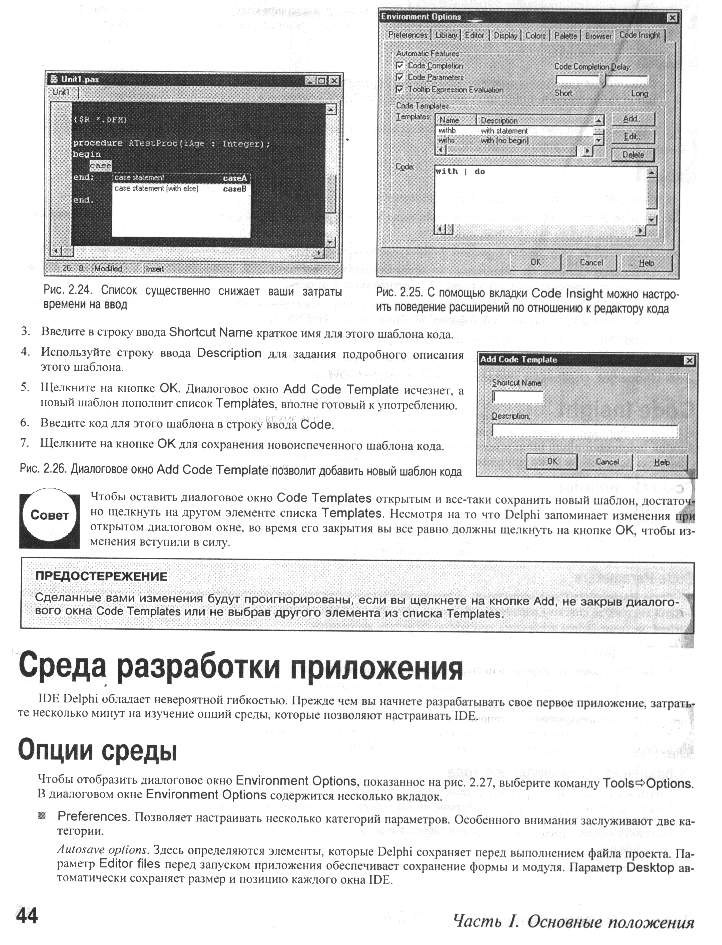 Unit1.pas
Unit1
{$R *.DFM}
procedure ATestProc(iAge : Integer);
begin
case
end;
case statement caseA
case statement (with else) caseB
end.
26: 8 Modified Insert
Рис. 2.24. Список существенно снижает ваши затраты
времени на ввод
Environment Options
Preferences Library Editor Display Colors Palette Browser Code Insight
Automatic Features
Code Completion
Code Parameters
Tooltip Expression Evaluation
Code Completion Delay:
Short Long
Code Templates
Templates:
Name Description
withb with statement
withs with (no begin)
Add...
Edit...
Delete
Code:
with | do
OK Cancel Help
Рис. 2.25. С помощью вкладки Code Insight можно настро-
ить поведение расширений по отношению к редактору кода
3. Введите в строку ввода Shortcut Name краткое имя для этого шаблона кода.
4. Используйте строку ввода Description для задания подробного описания
этого шаблона.
5. Щелкните на кнопке OK. Диалоговое окно Add Code Template исчезнет, а
новый шаблон пополнит список Templates, вполне готовый к употреблению.
6. Введите код для этого шаблона в строку ввода Code.
7. Щелкните на кнопке OK для сохранения новоиспеченного шаблона кода.
Add Code Template
Shortcut Name:
Description:
OK Cancel Help
Рис. 2.26. Диалоговое окно Add Code Template позволит добавить новый шаблон кода
Совет
Чтобы оставить диалоговое окно Code Templates открытым и все-таки сохранить новый шаблон, достаточ-
но щелкнуть на другом элементе списка Templates. Несмотря на то что Delphi запоминает изменения при
открытом диалоговом окне, во время его закрытия вы все равно должны щелкнуть на кнопке OK, чтобы из-
менения вступили в силу.
ПРЕДОСТЕРЕЖЕНИЕ
Сделанные вами изменения будут проигнорированы, если вы щелкнете на кнопке Add, не закрыв диалого-
вого окна Code Templates или не выбрав другого элемента из списка Templates.
Среда разработки приложения
IDE Delphi обладает невероятной гибкостью. Прежде чем вы начнете разрабатывать свое первое приложение, затрать-
те несколько минут на изучение опций среды, которые позволяют настраивать IDE.
Опции среды
Чтобы отобразить диалоговое окно Environment Options, показанное на рис. 2.27, выберите команду Tools⇨Options.
В диалоговом окне Environment Options содержится несколько вкладок.
Preferences. Позволяет настраивать несколько категорий параметров. Особенного внимания заслуживают две ка-
тегории.
Autosave options. Здесь определяются элементы, которые Delphi сохраняет перед выполнением файла проекта. Па-
раметр Editor files перед запуском приложения обеспечивает сохранение формы и модуля. Параметр Desktop ав-
томатически сохраняет размер и позицию каждого окна IDE.
44
Часть I. Основные положения